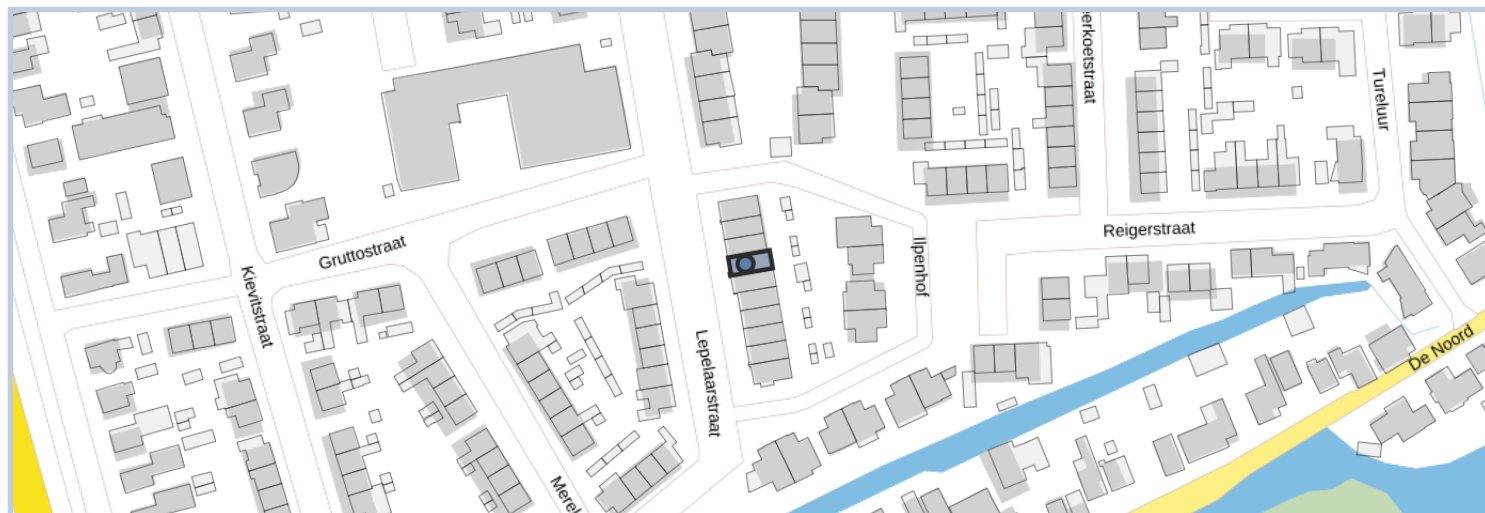 erkoetstraat
Tureluur
Gruttostraat
Reigerstraat
Ilpenhof
Kievitstraat
Lepelaarstraat
De Noord
Merel